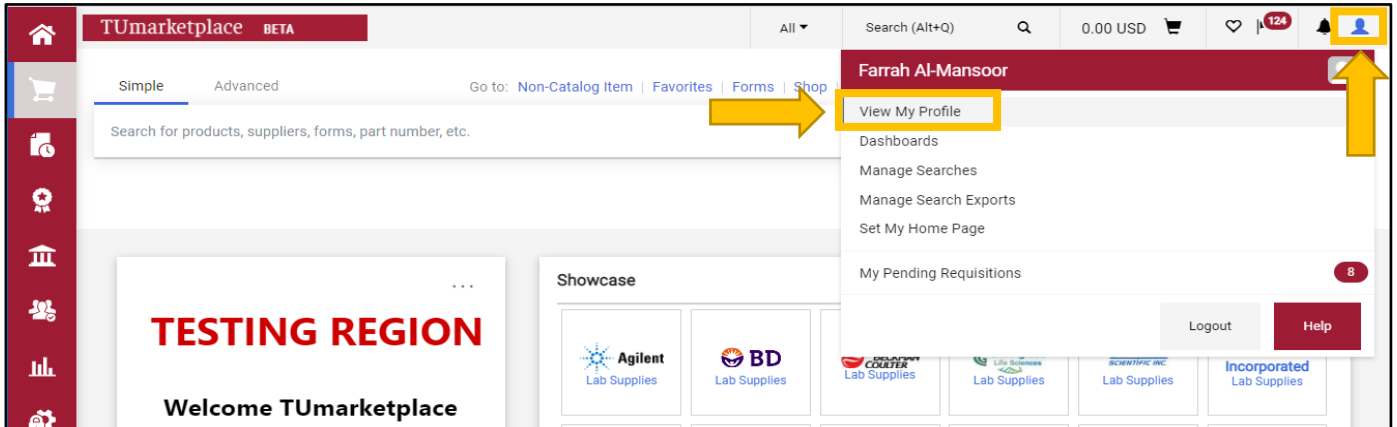 TUmarketplace BETA
All
Search (Alt+Q)
0.00 USD
124
Simple
Advanced
Go to: Non-Catalog Item | Favorites | Forms | Shop |
Search for products, suppliers, forms, part number, etc.
Farrah Al-Mansoor
View My Profile
Dashboards
Manage Searches
Manage Search Exports
Set My Home Page
My Pending Requisitions
8
Logout
Help
...
TESTING REGION
Welcome TUmarketplace
Showcase
Agilent
Lab Supplies
BD
Lab Supplies
BECKMAN
COULTER
Lab Supplies
Life Sciences
Lab Supplies
SCIENTIFIC INC
Lab Supplies
Incorporated
Lab Supplies